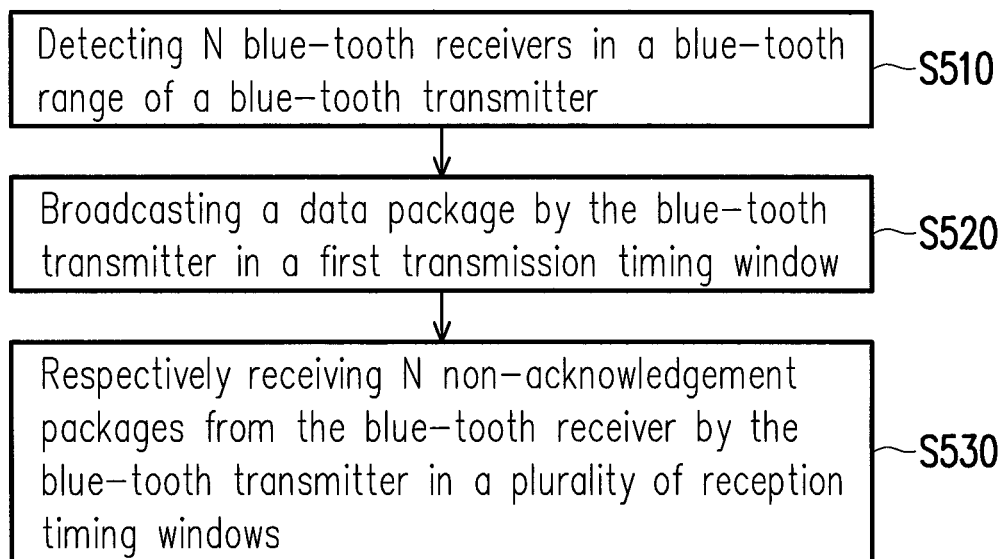 Detecting N blue-tooth receivers in a blue-tooth
range of a blue-tooth transmitter
S510
Broadcasting a data package by the blue-tooth
transmitter in a first transmission timing window
S520
Respectively receiving N non-acknowledgement
packages from the blue-tooth receiver by the
blue-tooth transmitter in a plurality of reception
timing windows
S530